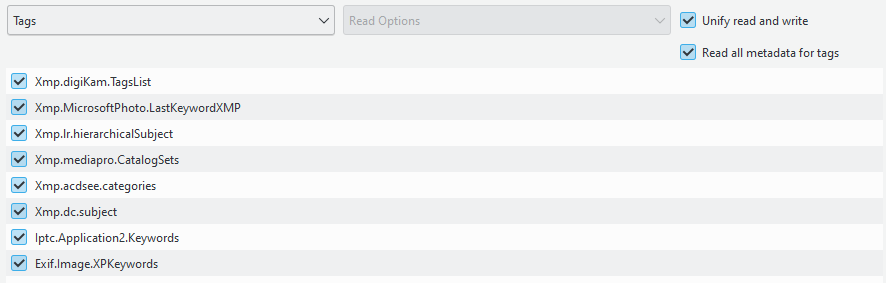 Tags Read Options Unify read and write
Read all metadata for tags
Xmp.digiKam.TagsList
Xmp.MicrosoftPhoto.LastKeywordXMP
Xmp.lr.hierarchicalSubject
Xmp.mediapro.CatalogSets
Xmp.acdsee.categories
Xmp.dc.subject
Iptc.Application2.Keywords
Exif.Image.XPKeywords